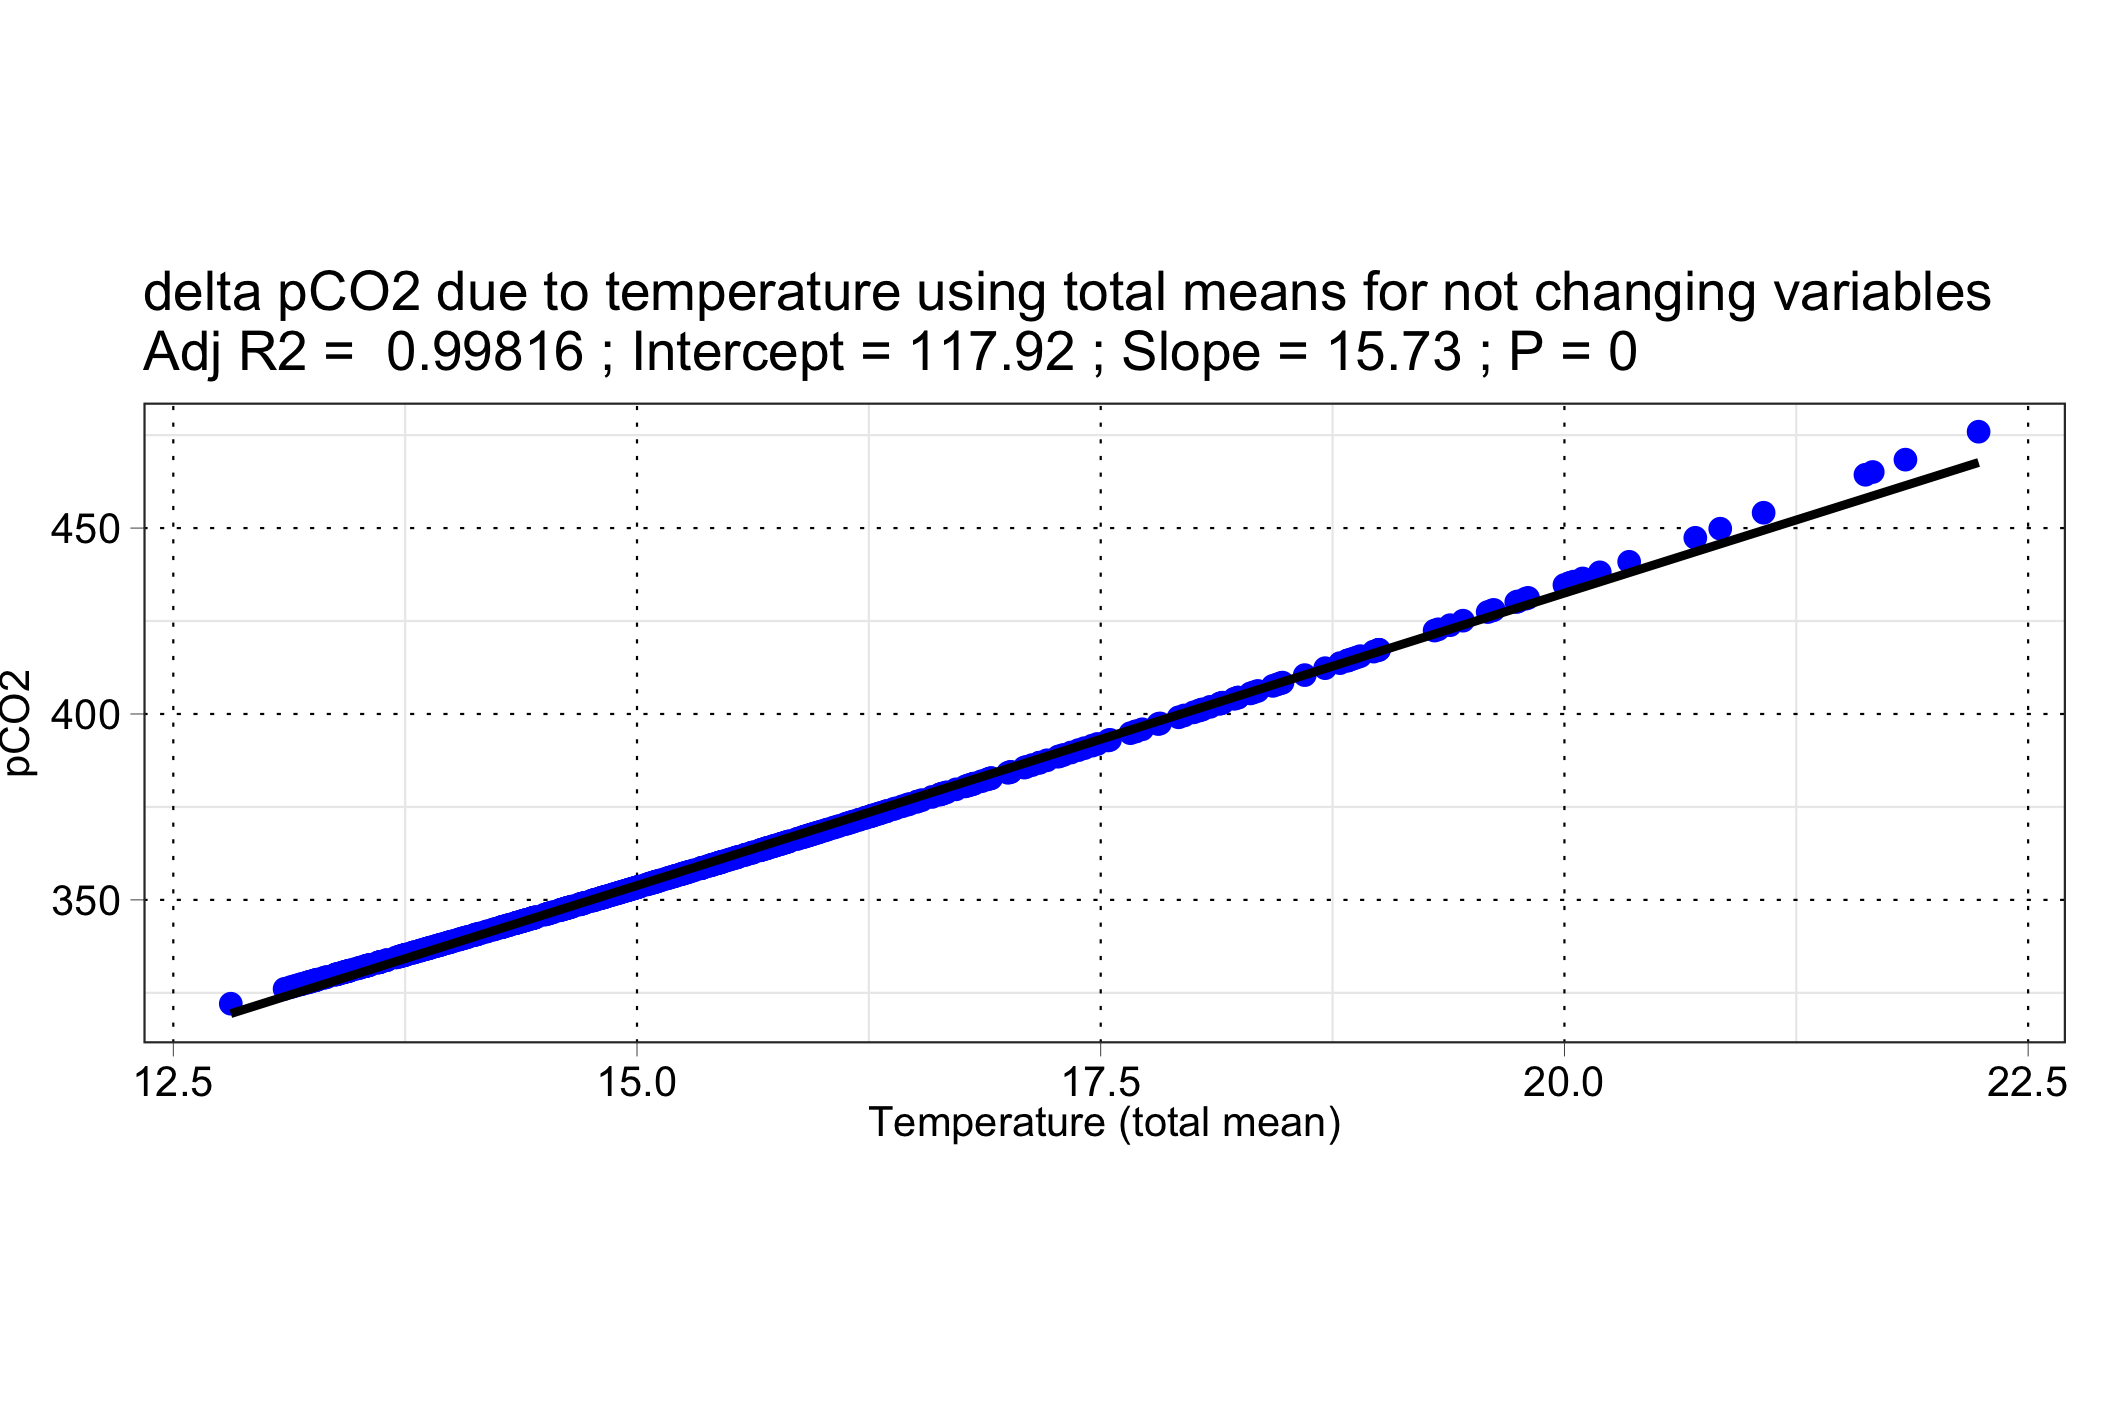 delta pCO2 due to temperature using total means for not changing variables
Adj R2 =  0.99816 ; Intercept = 117.92 ; Slope = 15.73 ; P = 0
pCO2
450
400
350
12.5 15.0 17.5 20.0 22.5
Temperature (total mean)